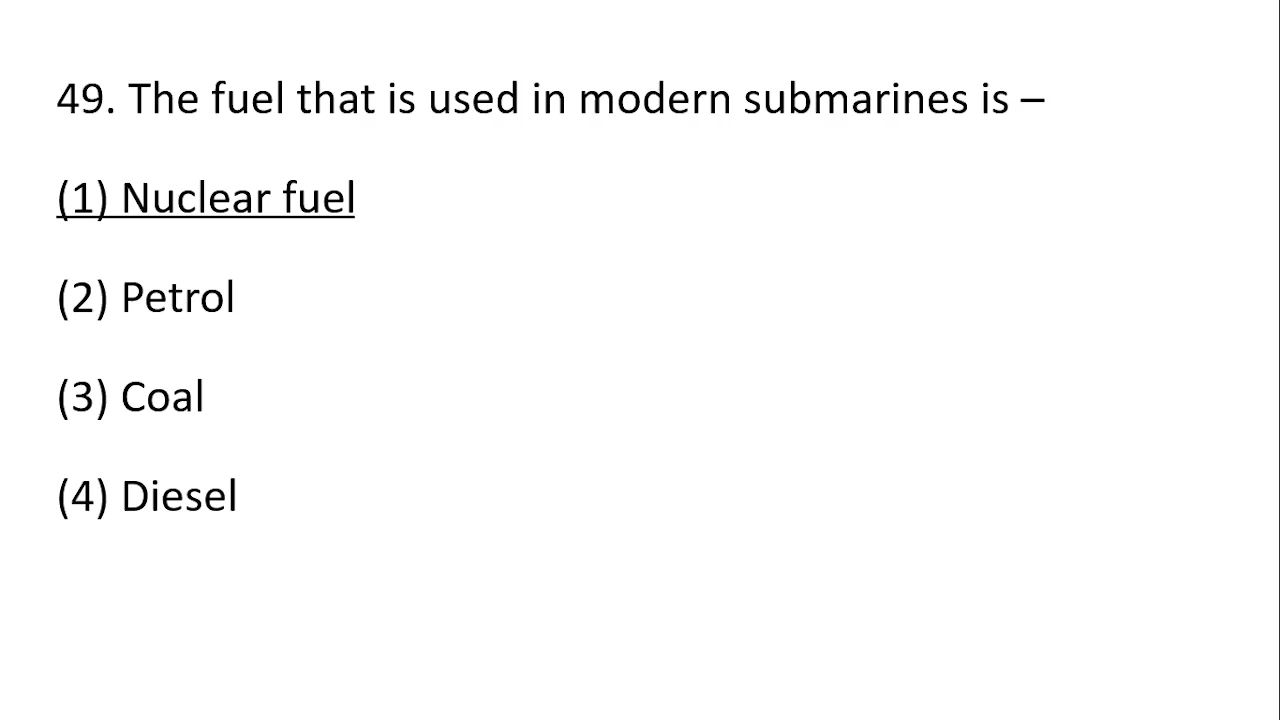 49. The fuel that is used in modern submarines is –
(1) Nuclear fuel
(2) Petrol
(3) Coal
(4) Diesel